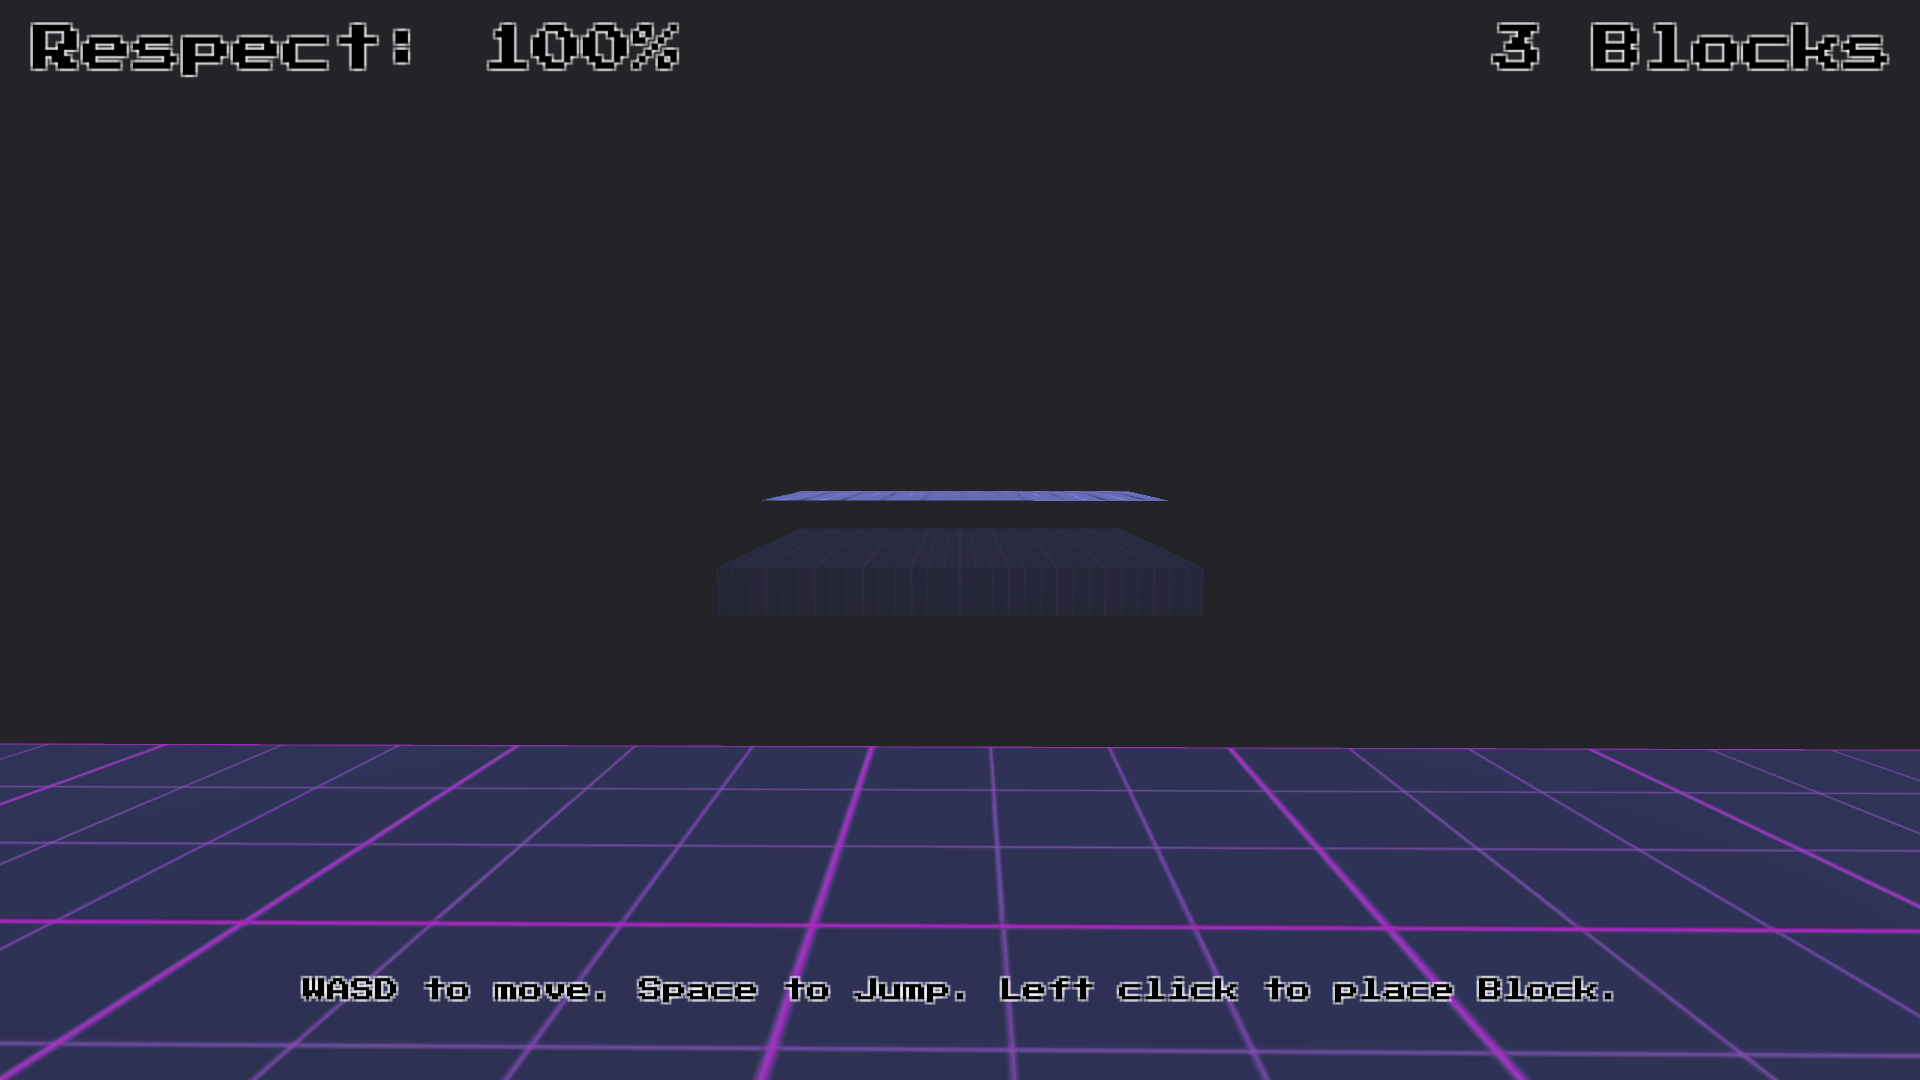 Respect: 100%
3 Blocks
WASD to move. Space to Jump. Left click to place Block.